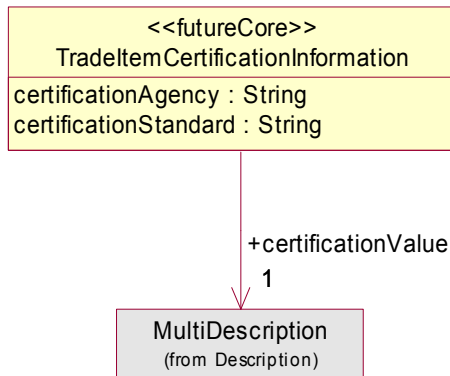 <<futureCore>>
TradeItemCertificationInformation
certificationAgency : String
certificationStandard : String
+certificationValue
1
MultiDescription
(from Description)